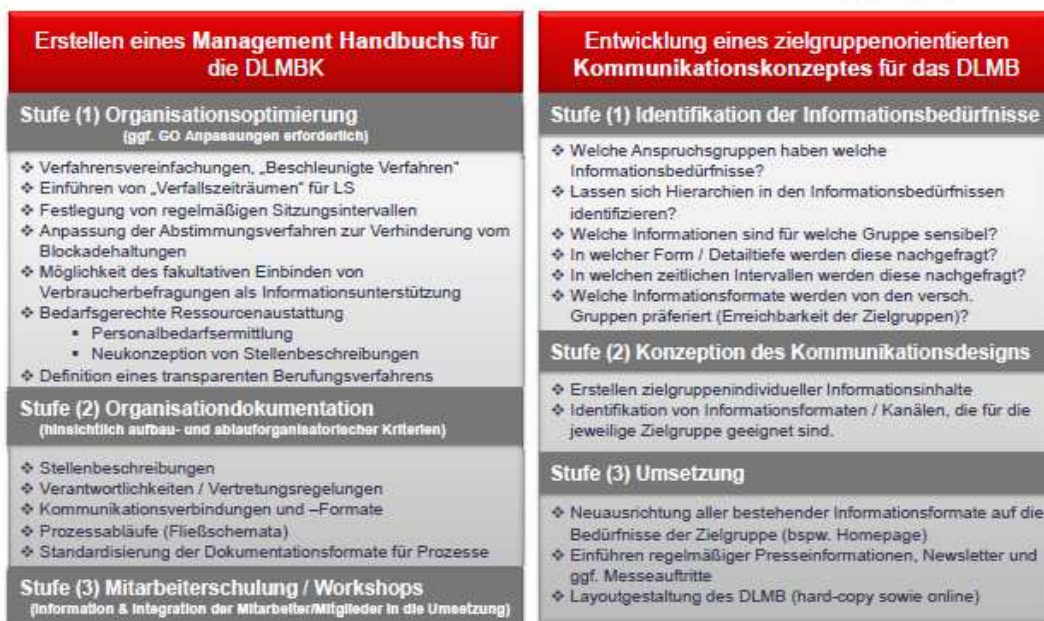 Erstellen eines Management Handbuchs für
die DLMBK
Stufe (1) Organisationsoptimierung
(ggf. GO Anpassungen erforderlich)
❖ Verfahrensvereinfachungen, „Beschleunigte Verfahren“
❖ Einführen von „Verfallszeiträumen“ für LS
❖ Festlegung von regelmäßigen Sitzungsintervallen
❖ Anpassung der Abstimmungsverfahren zur Verhinderung vom
Blockadehaltungen
❖ Möglichkeit des fakultativen Einbinden von
Verbraucherbefragungen als Informationsunterstützung
❖ Bedarfsgerechte Ressourcenaustattung
▪ Personalbedarfsermittlung
▪ Neukonzeption von Stellenbeschreibungen
❖ Definition eines transparenten Berufungsverfahrens
Stufe (2) Organisationdokumentation
(hinsichtlich aufbau- und ablauforganisatorischer Kriterien)
❖ Stellenbeschreibungen
❖ Verantwortlichkeiten / Vertretungsregelungen
❖ Kommunikationsverbindungen und –Formate
❖ Prozessabläufe (Fließschemata)
❖ Standardisierung der Dokumentationsformate für Prozesse
Stufe (3) Mitarbeiterschulung / Workshops
(Information & Integration der Mitarbeiter/Mitglieder in die Umsetzung)
Entwicklung eines zielgruppenorientierten
Kommunikationskonzeptes für das DLMB
Stufe (1) Identifikation der Informationsbedürfnisse
❖ Welche Anspruchsgruppen haben welche
Informationsbedürfnisse?
❖ Lassen sich Hierarchien in den Informationsbedürfnissen
identifizieren?
❖ Welche Informationen sind für welche Gruppe sensibel?
❖ In welcher Form / Detailtiefe werden diese nachgefragt?
❖ In welchen zeitlichen Intervallen werden diese nachgefragt?
❖ Welche Informationsformate werden von den versch.
Gruppen präferiert (Erreichbarkeit der Zielgruppen)?
Stufe (2) Konzeption des Kommunikationsdesigns
❖ Erstellen zielgruppenindividueller Informationsinhalte
❖ Identifikation von Informationsformaten / Kanälen, die für die
jeweilige Zielgruppe geeignet sind.
Stufe (3) Umsetzung
❖ Neuausrichtung aller bestehender Informationsformate auf die
Bedürfnisse der Zielgruppe (bspw. Homepage)
❖ Einführen regelmäßiger Presseinformationen, Newsletter und
ggf. Messeauftritte
❖ Layoutgestaltung des DLMB (hard-copy sowie online)